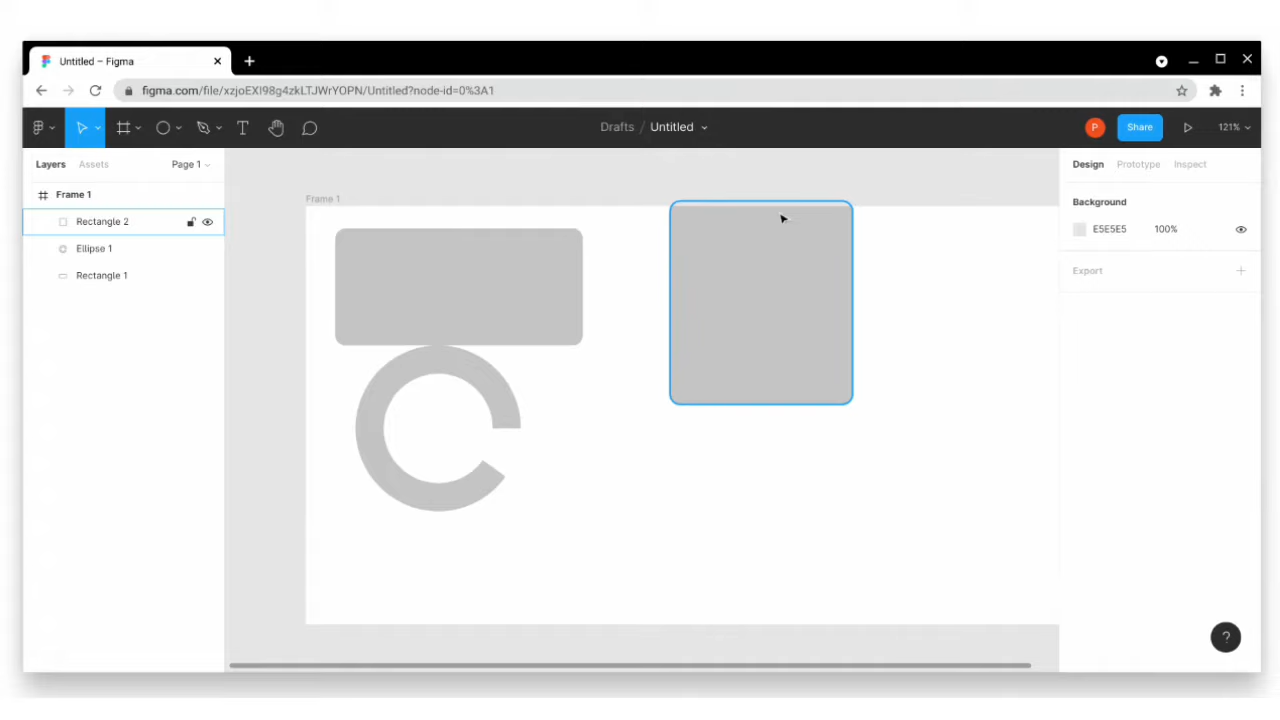 Untitled – Figma
figma.com/file/xzjoEXI98g4zkLTJWrYOPN/Untitled?node-id=0%3A1
Drafts / Untitled
P
Share
121%
Layers
Assets
Page 1
Frame 1
Rectangle 2
Ellipse 1
Rectangle 1
Frame 1
Design
Prototype
Inspect
Background
E5E5E5 100%
Export
?